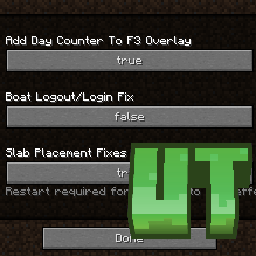 Add Day Counter To F3 Overlay
true
Boat Logout/Login Fix
false
Slab Placement Fixes
Restart required for
UT
Done